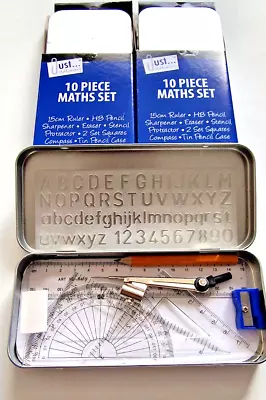 JUST...
10 PIECE
MATHS SET
15cm Ruler • HB Pencil
Sharpener • Eraser • Stencil
Protractor • 2 Set Squares
Compass • Tin Pencil Case
JUST...
10 PIECE
MATHS SET
15cm Ruler • HB Pencil
Sharpener • Eraser • Stencil
Protractor • 2 Set Squares
Compass • Tin Pencil Case
ABCDEFGHIJKLM
NOPQRSTUVWXYZ
abcdefghijklmnopqrst
uvwxyz 1234567890